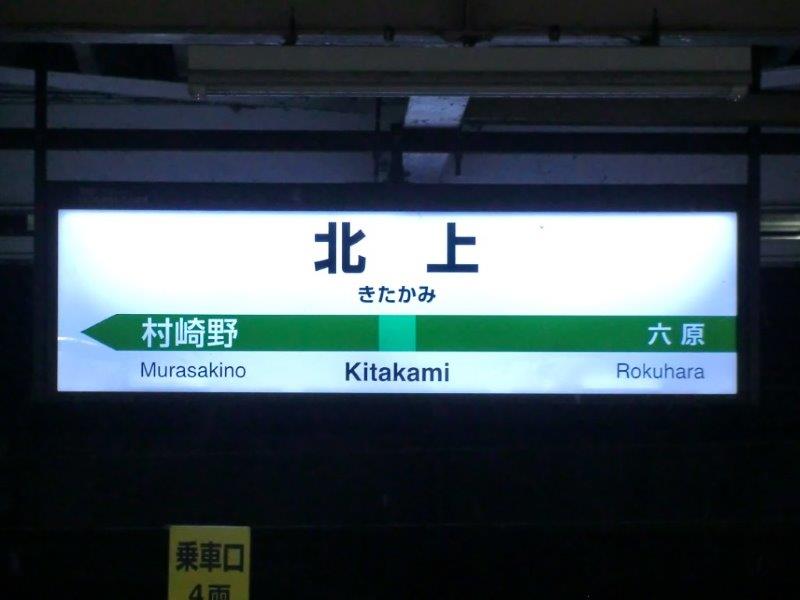 北上
きたかみ
村崎野 六原
Murasakino Kitakami Rokuhara
乗車口
4両